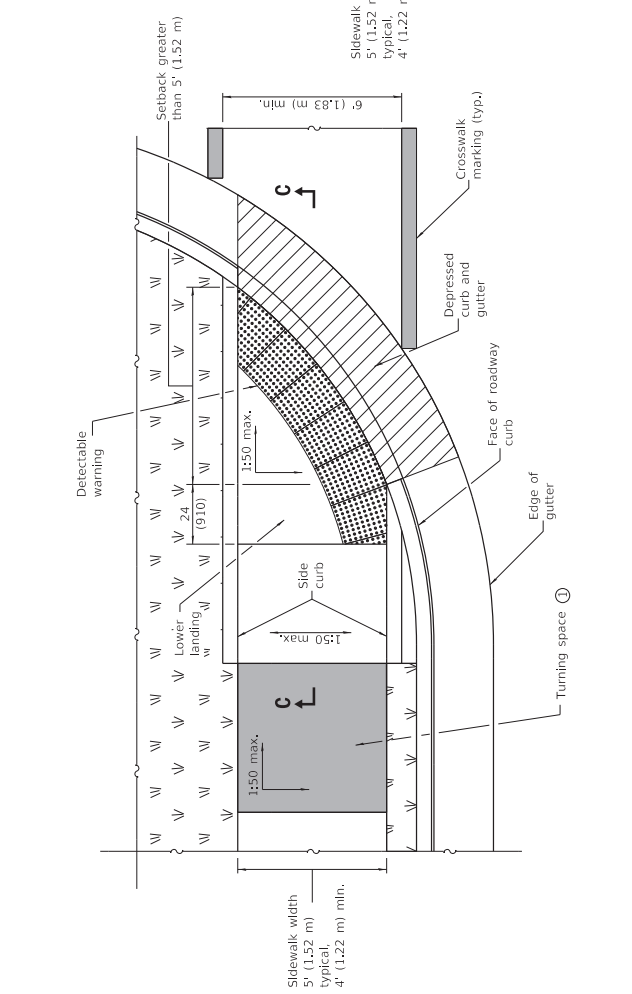 Setback greater
than 5' (1.52 m)
SIdewalk
5' (1.52 m
typical,
4' (1.22 m
6' (1.83 m) min.
C
Crosswalk
marking (typ.)
Depressed
curb and
gutter
Face of roadway
curb
Edge of
gutter
Detectable
warning
1:50 max.
24
(910)
Lower
landing
Side
curb
1:50 max.
C
1:50 max.
Turning space 1
SIdewalk wIdth
5' (1.52 m)
typical,
4' (1.22 m) mIn.